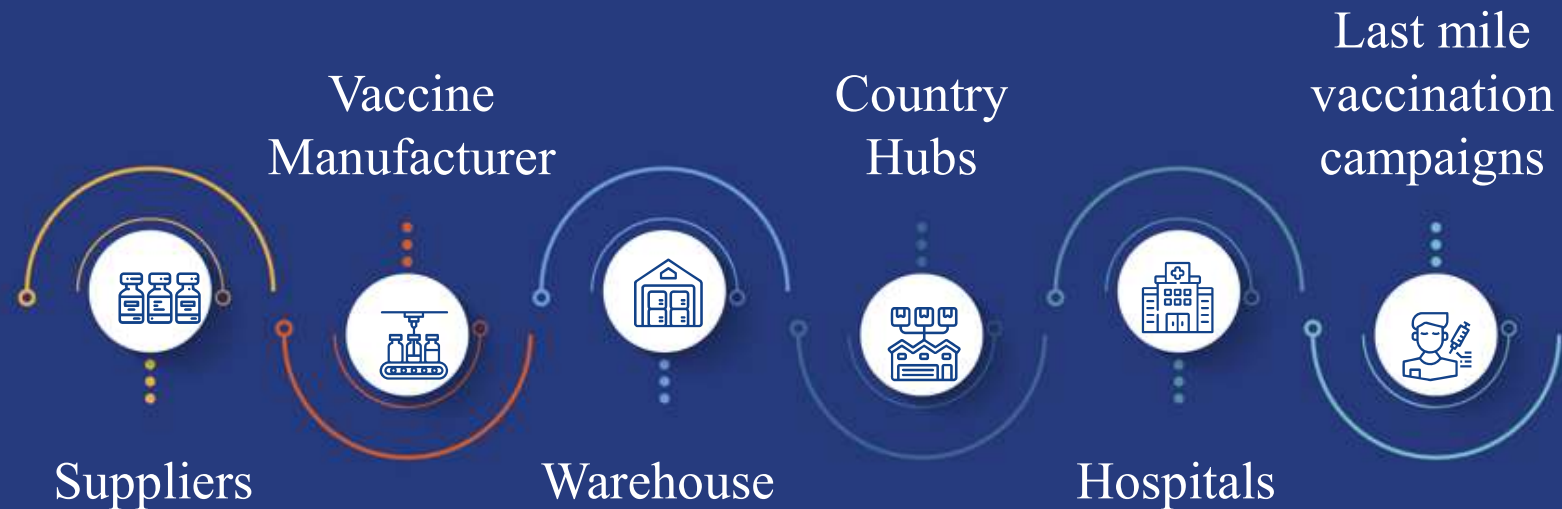 Suppliers
Vaccine
Manufacturer
Warehouse
Country
Hubs
Hospitals
Last mile
vaccination
campaigns